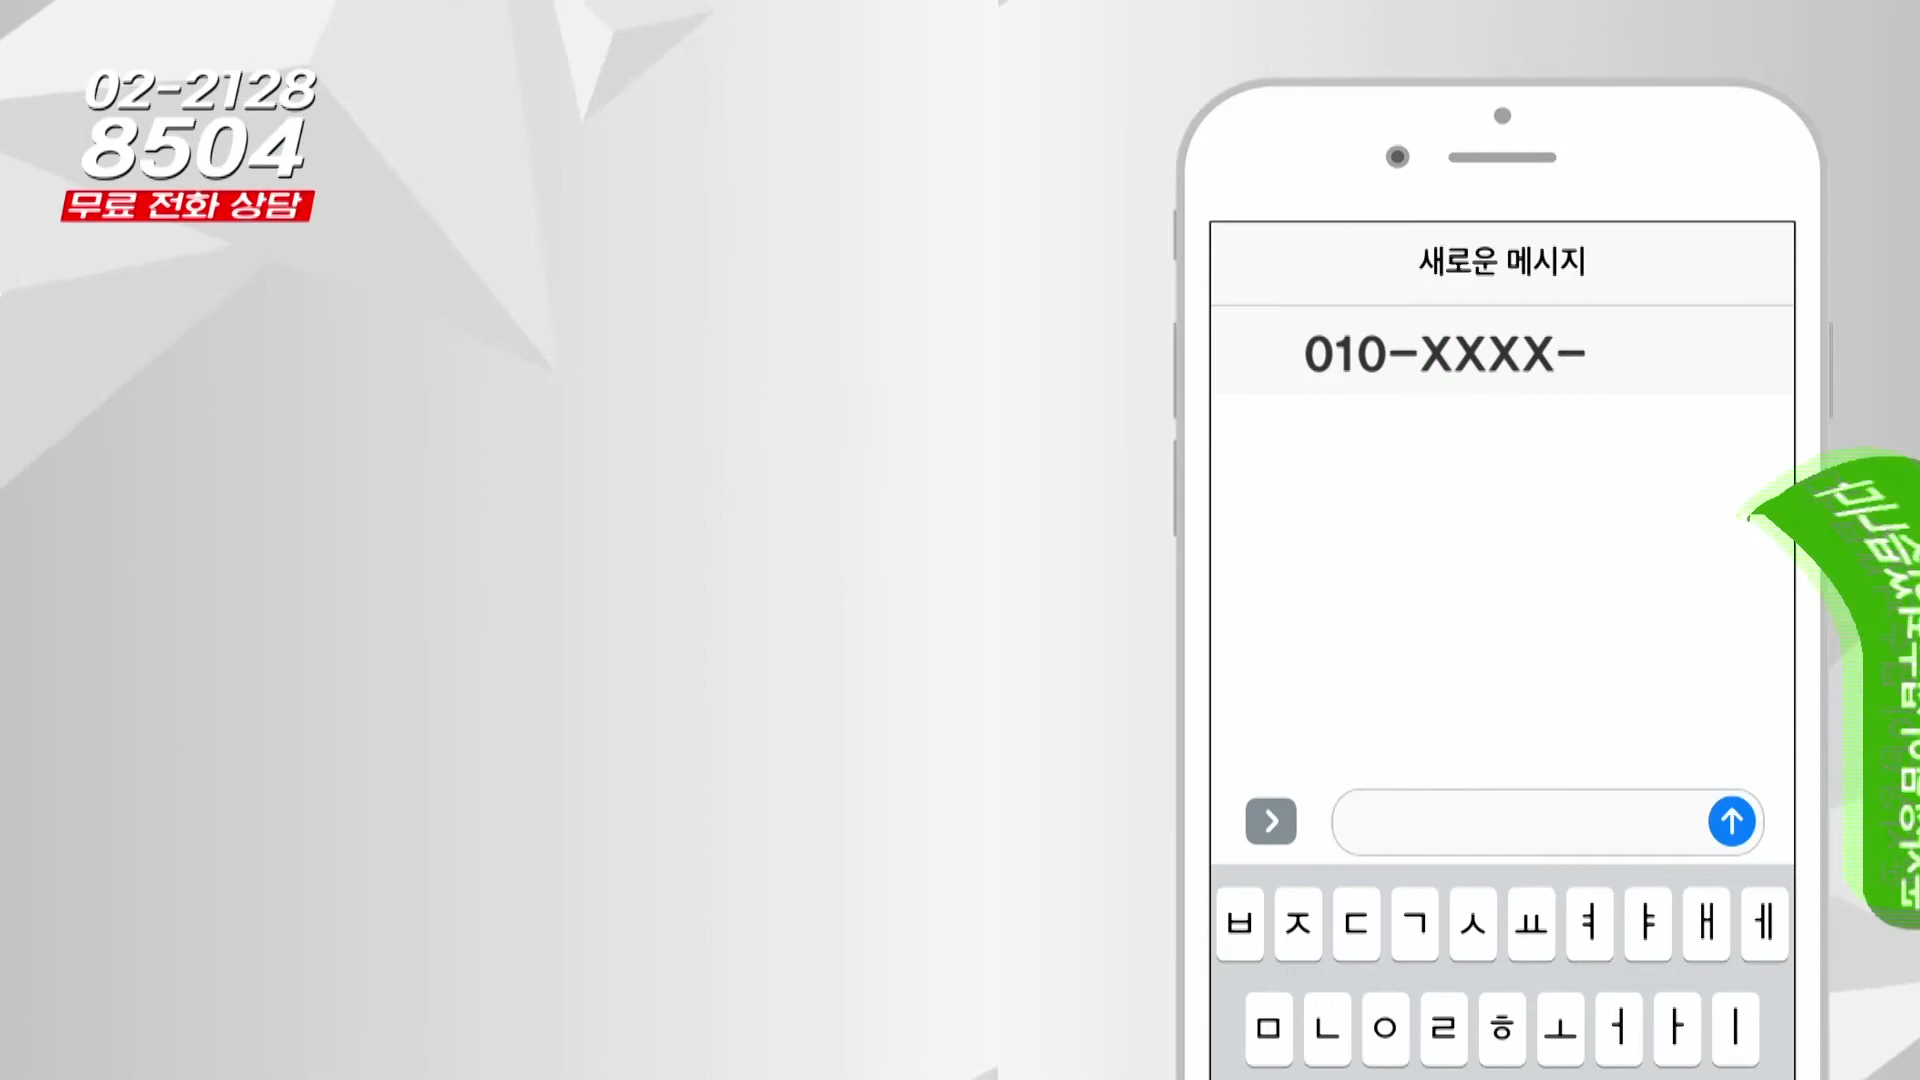 02-2128
8504
무료 전화 상담
새로운 메시지
010-XXXX-
ㅂ ㅈ ㄷ ㄱ ㅅ ㅛ ㅕ ㅑ ㅐ ㅔ
ㅁ ㄴ ㅇ ㄹ ㅎ ㅗ ㅓ ㅏ ㅣ